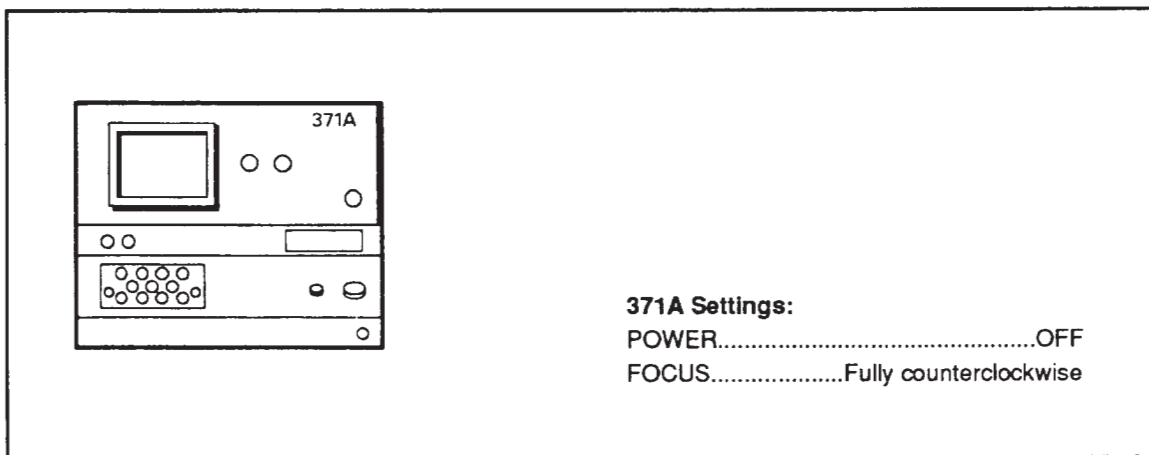 371A
371A Settings:
POWER................................................OFF
FOCUS....................Fully counterclockwise